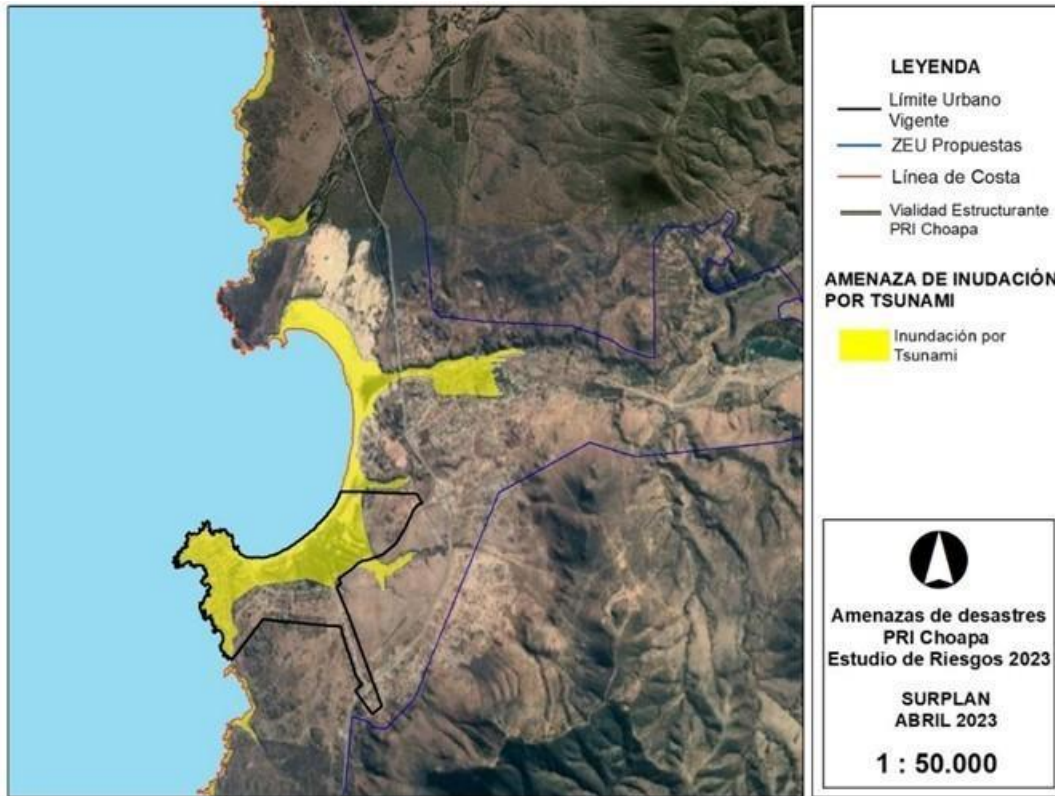 LEYENDA
Límite Urbano
Vigente
ZEU Propuestas
Línea de Costa
Vialidad Estructurante
PRI Choapa
AMENAZA DE INUDACIÓN
POR TSUNAMI
Inundación por
Tsunami
Amenazas de desastres
PRI Choapa
Estudio de Riesgos 2023
SURPLAN
ABRIL 2023
1 : 50.000